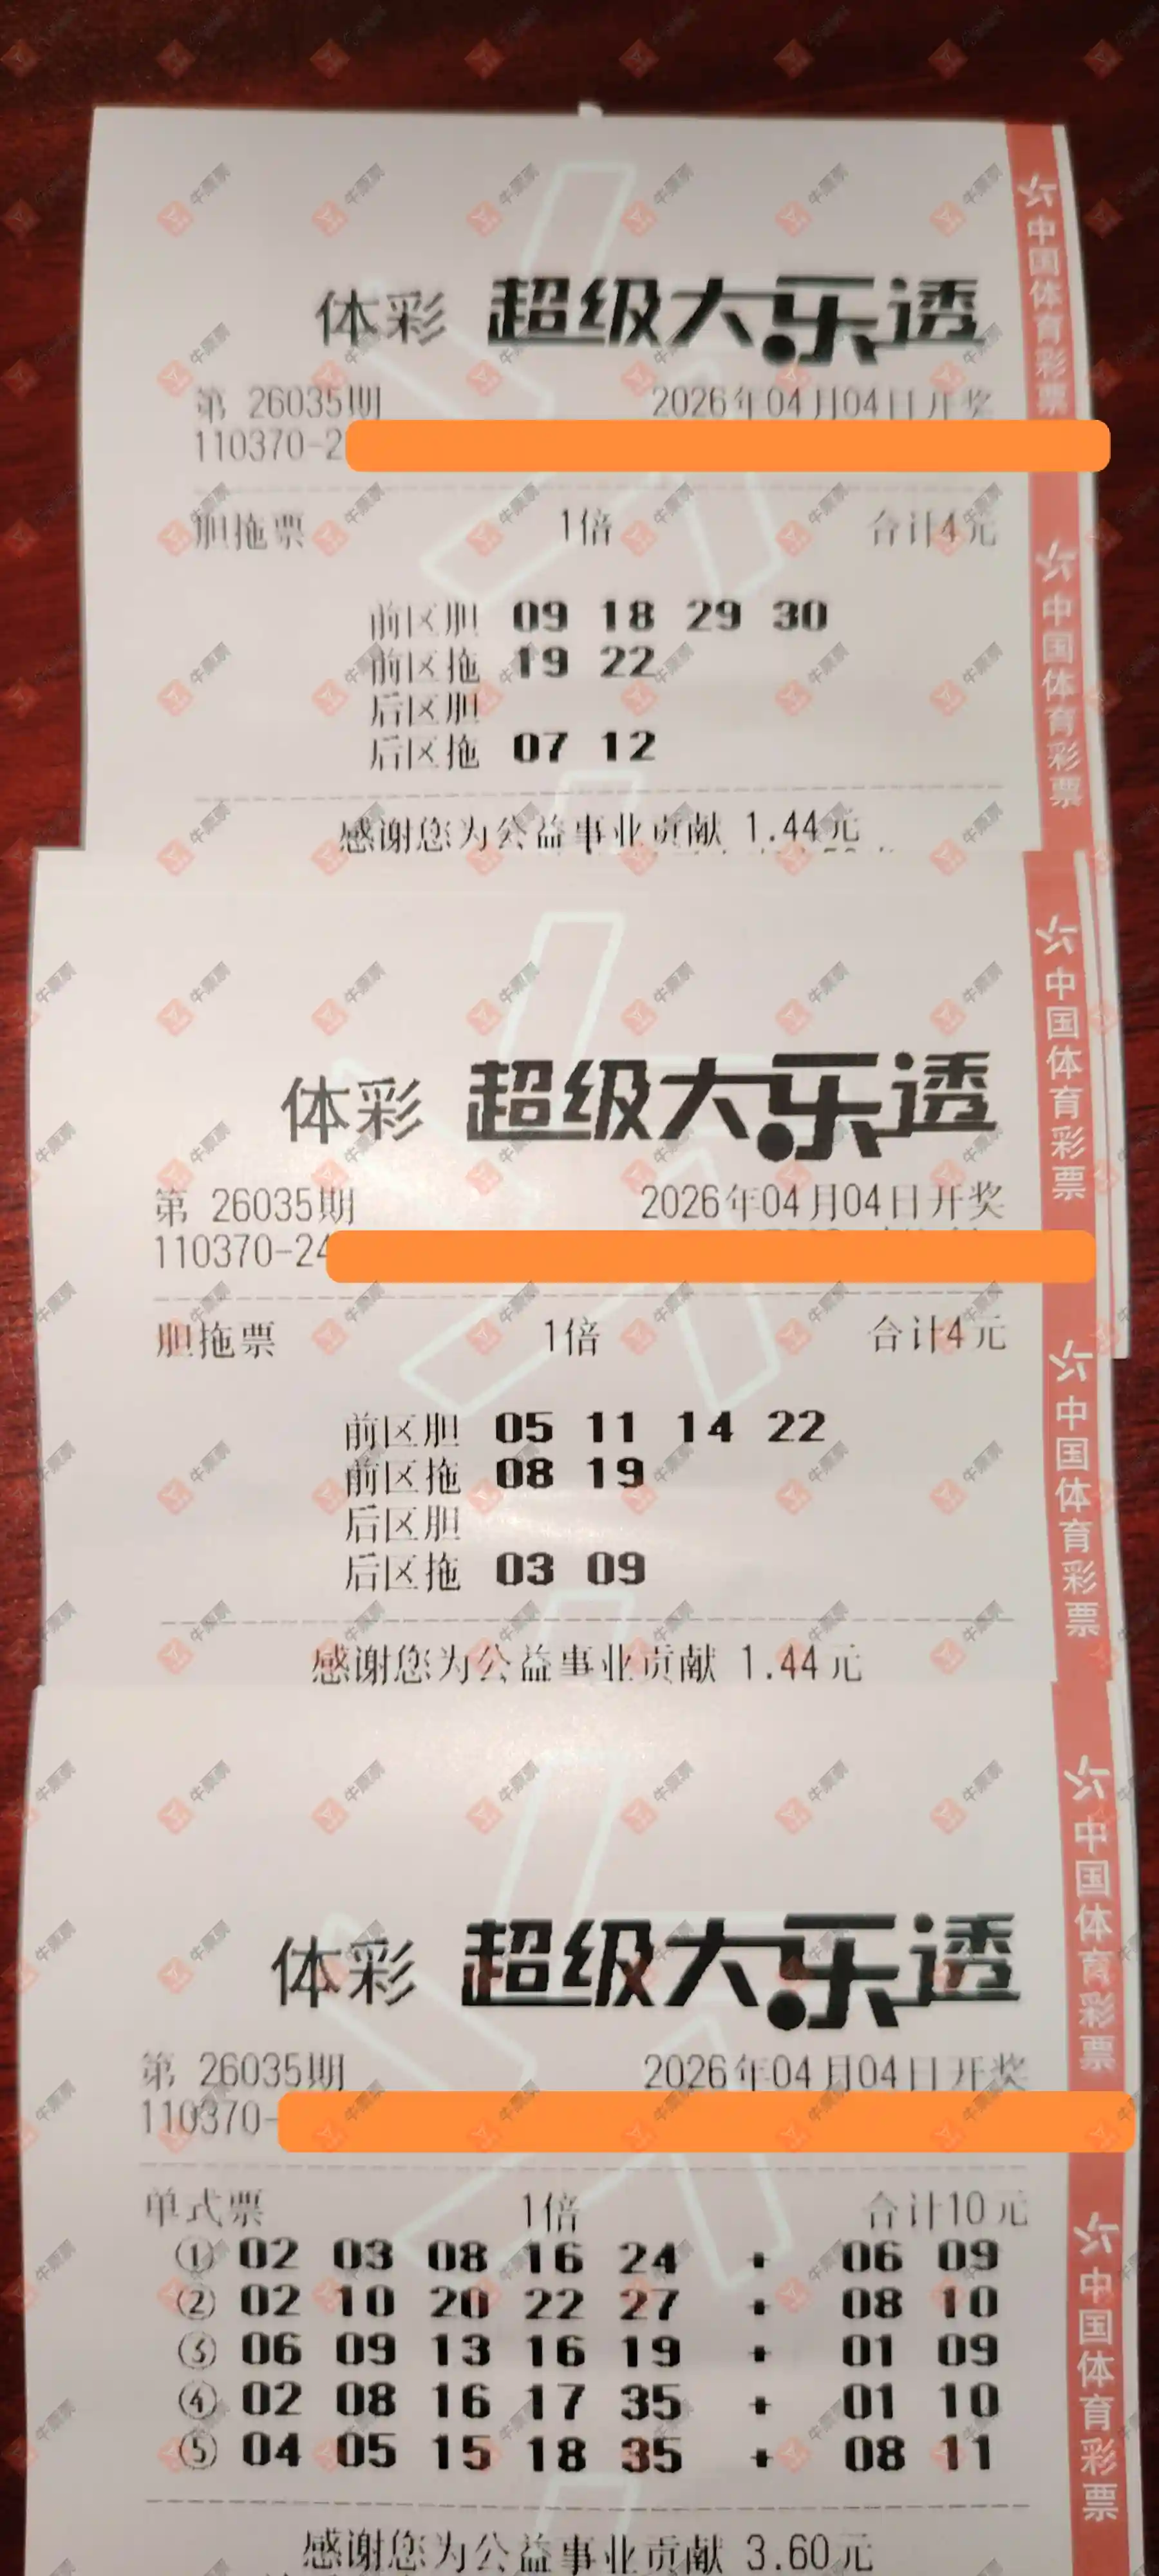 体彩 超级大乐透
第 26035期 2026年04月04日开奖
110370-2
胆拖票 1倍 合计4元
前区胆 09 18 29 30
前区拖 19 22
后区胆
后区拖 07 12
感谢您为公益事业贡献 1.44元
体彩 超级大乐透
第 26035期 2026年04月04日开奖
110370-24
胆拖票 1倍 合计4元
前区胆 05 11 14 22
前区拖 08 19
后区胆
后区拖 03 09
感谢您为公益事业贡献 1.44元
体彩 超级大乐透
第 26035期 2026年04月04日开奖
110370-
单式票 1倍 合计10元
① 02 03 08 16 24 + 06 09
② 02 10 20 22 27 + 08 10
③ 06 09 13 16 19 + 01 09
④ 02 08 16 17 35 + 01 10
⑤ 04 05 15 18 35 + 08 11
感谢您为公益事业贡献 3.60元
中国体育彩票
中国体育彩票
中国体育彩票
中国体育彩票
中国体育彩票
中国体育彩票